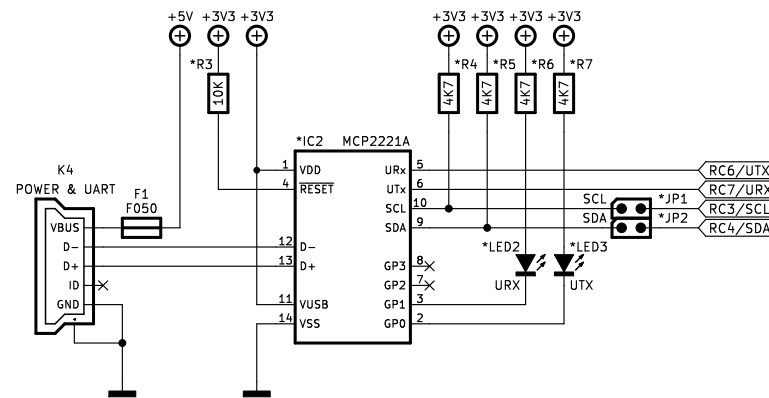 +5V +3V3 +3V3 +3V3 +3V3 +3V3 +3V3
*R3 10K *R4 4K7 *R5 4K7 *R6 4K7 *R7 4K7
*IC2 MCP2221A
1 VDD URx 5 RC6/UTX
4 RESET UTx 6 RC7/URX
10 SCL SCL *JP1 RC3/SCL
9 SDA SDA *JP2 RC4/SDA
K4
POWER & UART
F1
F050
VBUS
D- 12 D-
D+ 13 D+
ID
GND
GP3 8
GP2 7
*LED2 *LED3
URX UTX
11 VUSB GP1 3
14 VSS GP0 2